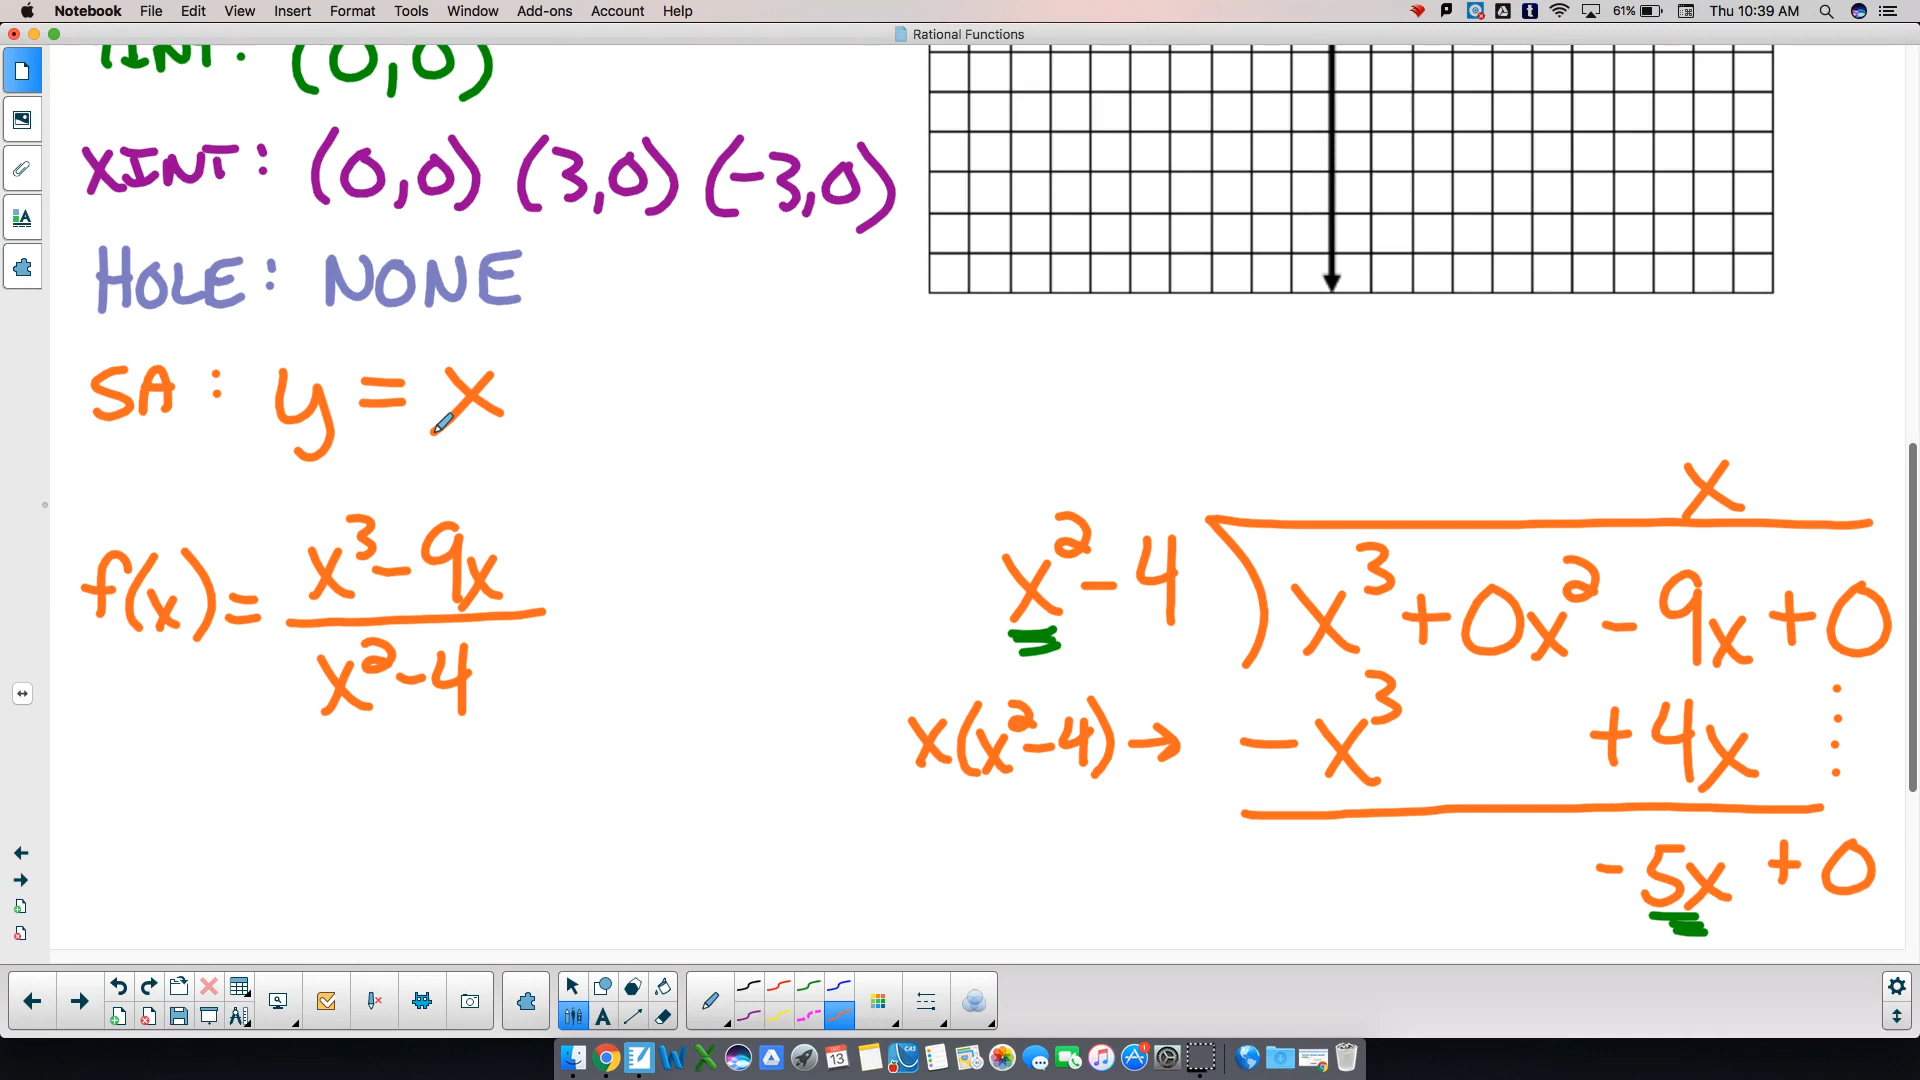 Notebook File Edit View Insert Format Tools Window Add-ons Account Help 61% Thu 10:39 AM
Rational Functions
YINT: (0,0)
XINT: (0,0) (3,0) (-3,0)
HOLE: NONE
SA: y = x
f(x) = x³-9x
x²-4
x
x²-4 ) x³ + 0x² - 9x + 0
x(x²-4) → - x³ + 4x
- 5x + 0